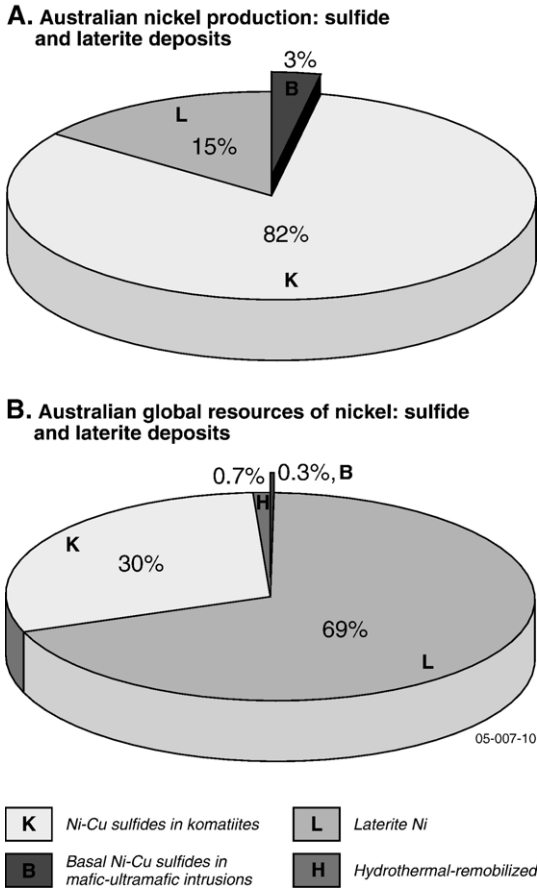 A. Australian nickel production: sulfide
and laterite deposits
3%
B
L
15%
82%
K
B. Australian global resources of nickel: sulfide
and laterite deposits
0.7%
0.3%, B
H
K
30%
69%
L
05-007-10
K Ni-Cu sulfides in komatiites
L Laterite Ni
B Basal Ni-Cu sulfides in
mafic-ultramafic intrusions
H Hydrothermal-remobilized